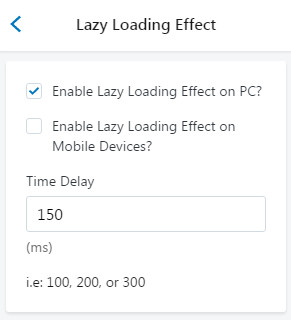 Lazy Loading Effect
Enable Lazy Loading Effect on PC?
Enable Lazy Loading Effect on
Mobile Devices?
Time Delay
150
(ms)
i.e: 100, 200, or 300